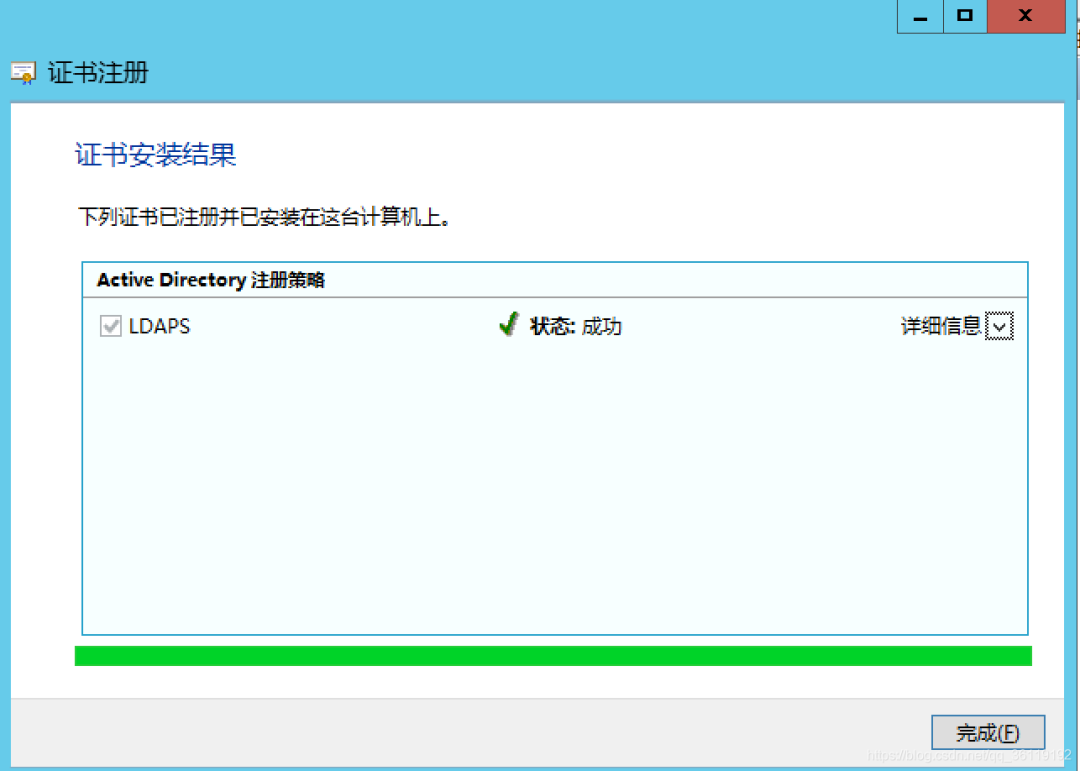 证书注册
证书安装结果
下列证书已注册并已安装在这台计算机上。
Active Directory 注册策略
LDAPS
状态: 成功
详细信息
完成(F)
https://blog.csdn.net/qq_36119192